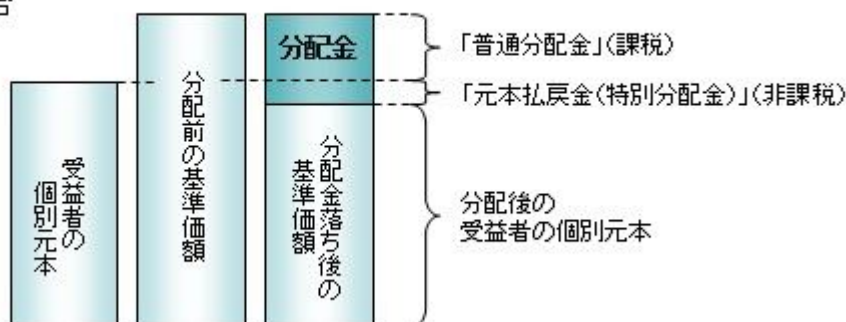 受益者の
個別元本
分配前の基準価額
分配金
分配金落ち後の
基準価額
「普通分配金」(課税)
「元本払戻金(特別分配金)」(非課税)
分配後の
受益者の個別元本